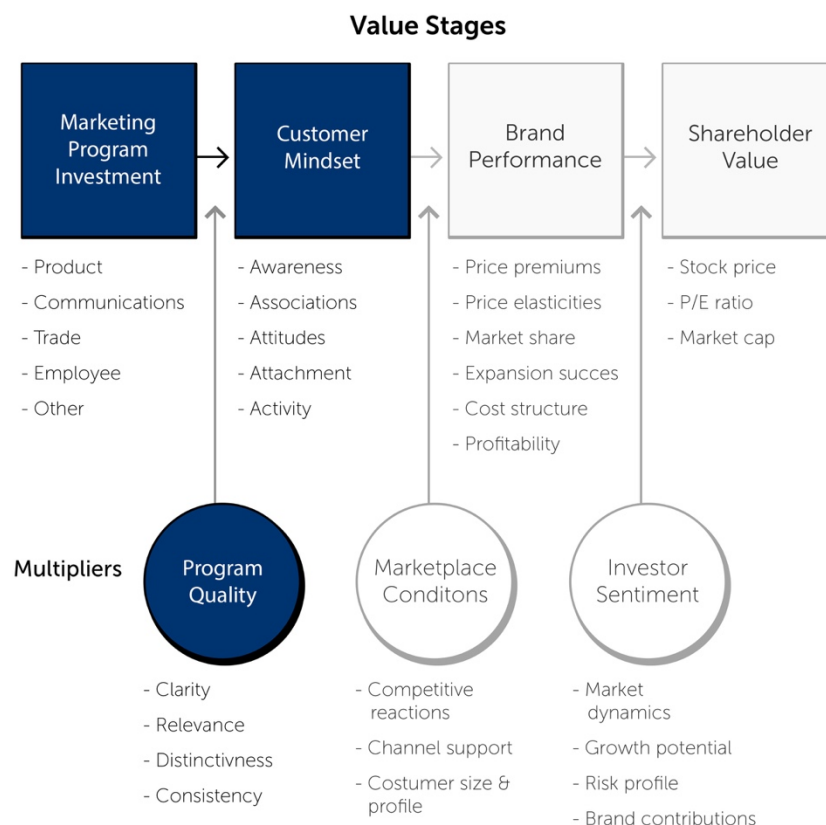 Value Stages
Marketing
Program
Investment
Customer
Mindset
Brand
Performance
Shareholder
Value
- Product
- Communications
- Trade
- Employee
- Other
- Awareness
- Associations
- Attitudes
- Attachment
- Activity
- Price premiums
- Price elasticities
- Market share
- Expansion succes
- Cost structure
- Profitability
- Stock price
- P/E ratio
- Market cap
Multipliers
Program
Quality
Marketplace
Conditons
Investor
Sentiment
- Clarity
- Relevance
- Distinctivness
- Consistency
- Competitive
reactions
- Channel support
- Costumer size &
profile
- Market
dynamics
- Growth potential
- Risk profile
- Brand contributions